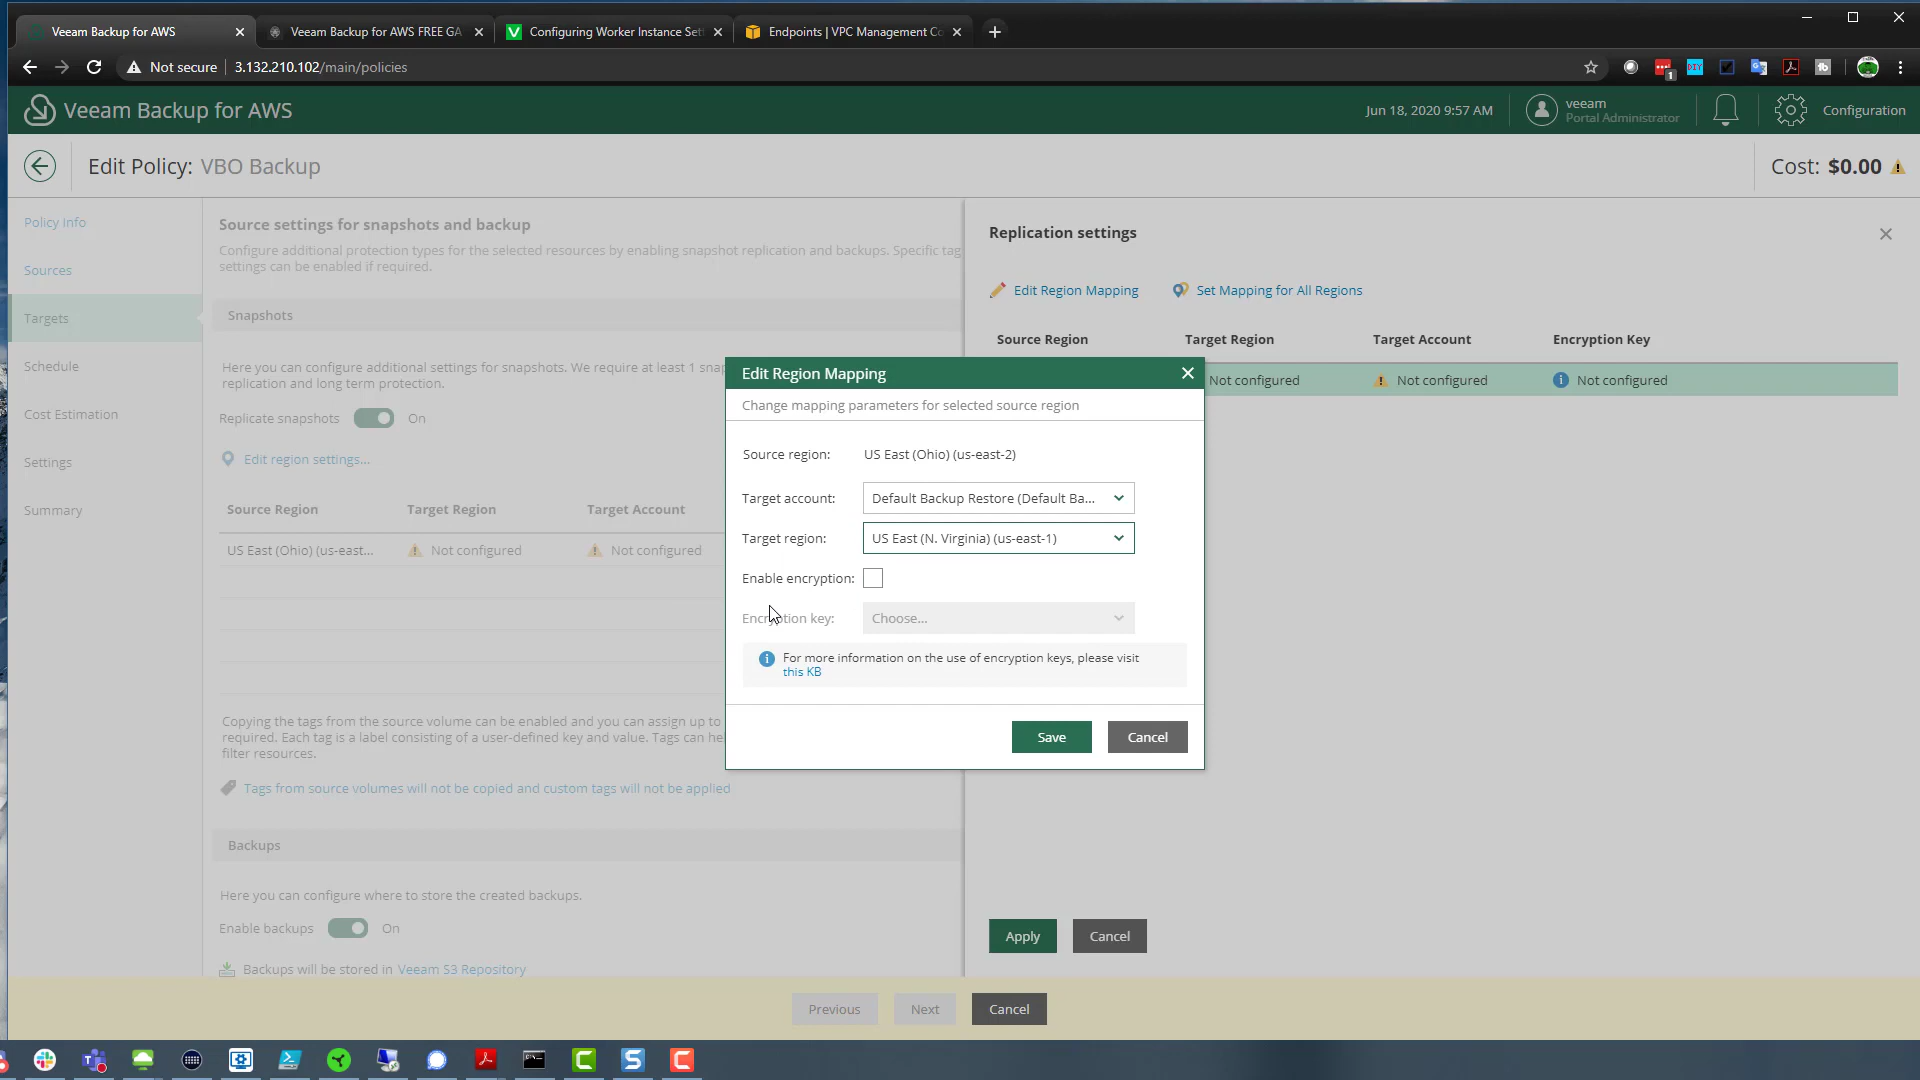 Veeam Backup for AWS
Veeam Backup for AWS FREE GA
Configuring Worker Instance Set
Endpoints | VPC Management Co
Not secure
3.132.210.102/main/policies
1
DIY
Veeam Backup for AWS
Jun 18, 2020 9:57 AM
veeam
Portal Administrator
Configuration
Edit Policy: VBO Backup
Cost: $0.00
Policy Info
Sources
Targets
Schedule
Cost Estimation
Settings
Summary
Source settings for snapshots and backup
Configure additional protection types for the selected resources by enabling snapshot replication and backups. Specific tag
settings can be enabled if required.
Snapshots
Here you can configure additional settings for snapshots. We require at least 1 snap
replication and long term protection.
Replicate snapshots
On
Edit region settings...
Source Region
Target Region
Target Account
US East (Ohio) (us-east...
Not configured
Not configured
Copying the tags from the source volume can be enabled and you can assign up to
required. Each tag is a label consisting of a user-defined key and value. Tags can hel
filter resources.
Tags from source volumes will not be copied and custom tags will not be applied
Backups
Here you can configure where to store the created backups.
Enable backups
On
Backups will be stored in Veeam S3 Repository
Replication settings
Edit Region Mapping
Set Mapping for All Regions
Source Region
Target Region
Target Account
Encryption Key
Not configured
Not configured
Not configured
Edit Region Mapping
Change mapping parameters for selected source region
Source region:
US East (Ohio) (us-east-2)
Target account:
Default Backup Restore (Default Ba...
Target region:
US East (N. Virginia) (us-east-1)
Enable encryption:
Encryption key:
Choose...
For more information on the use of encryption keys, please visit
this KB
Save
Cancel
Apply
Cancel
Previous
Next
Cancel